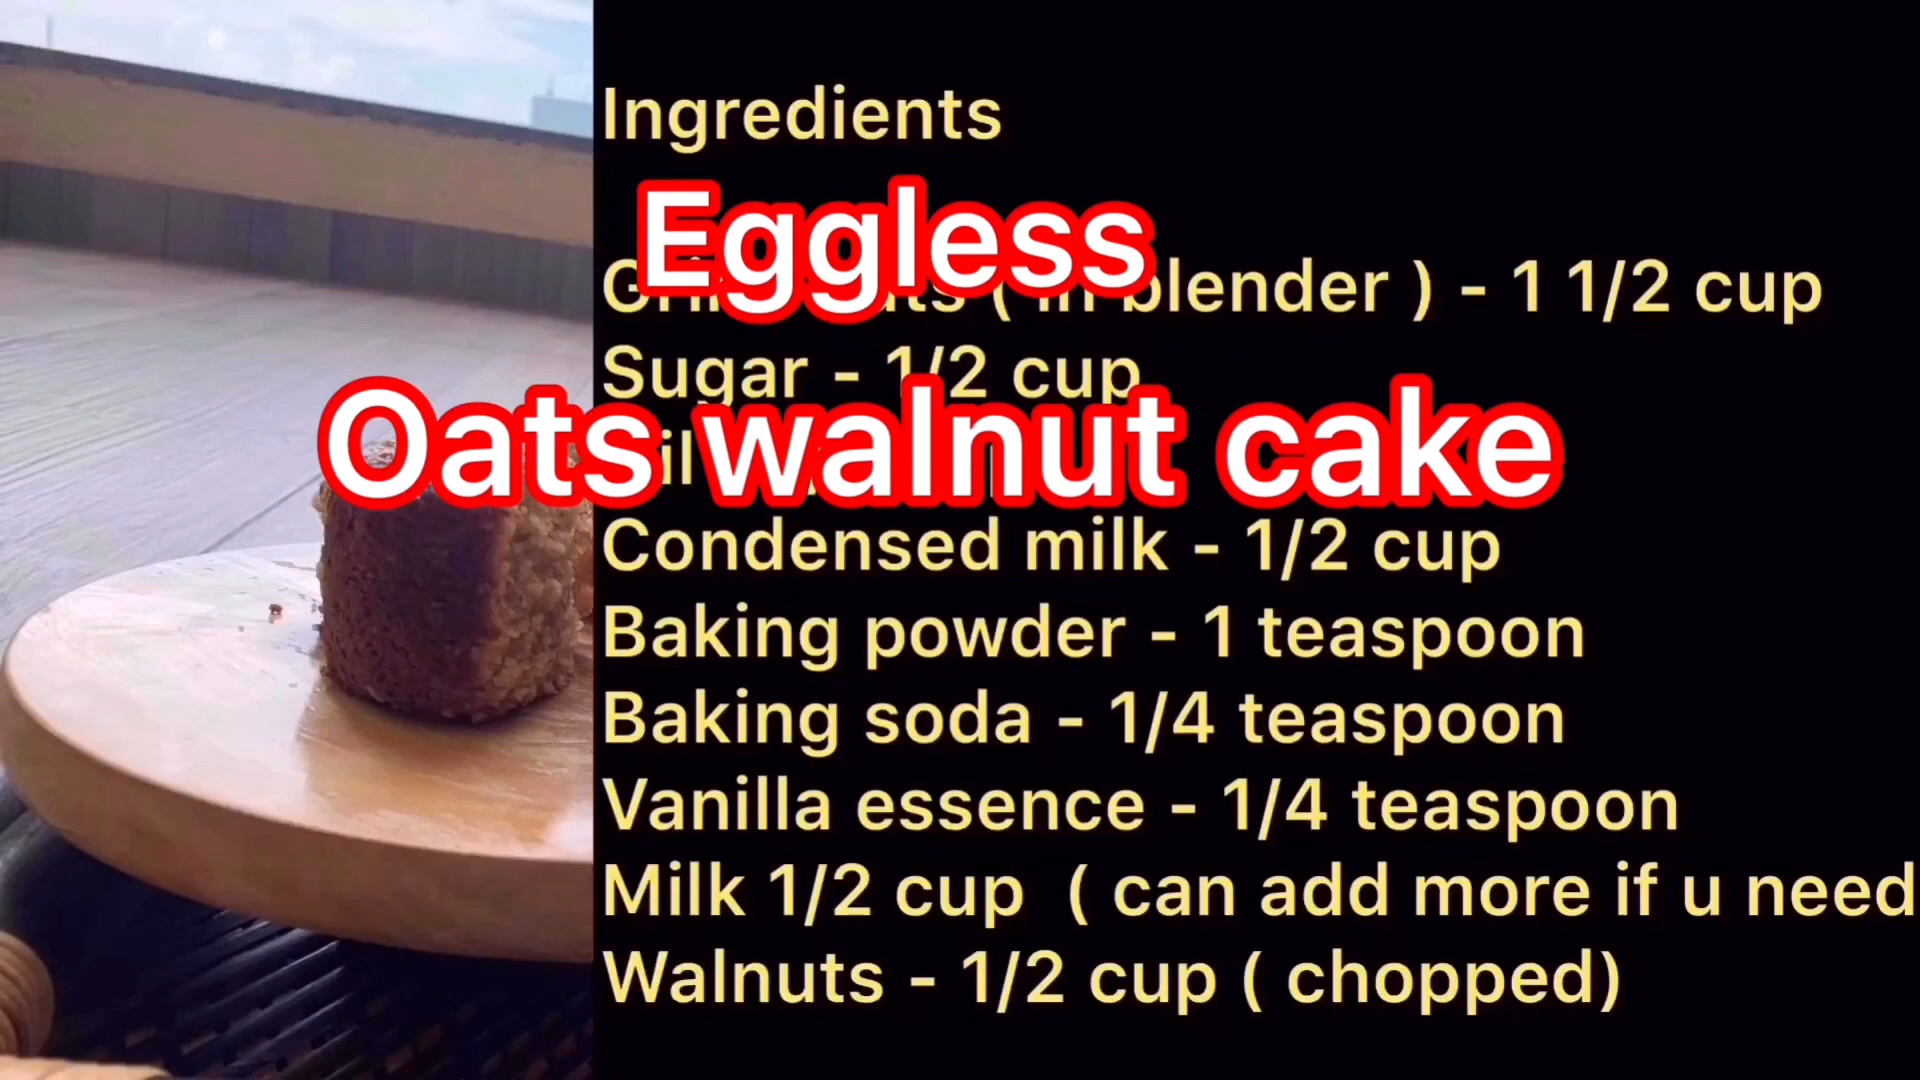 Ingredients
Eggless
blender ) - 1 1/2 cup
Sugar - 1/2 cup
Oats walnut cake
Condensed milk - 1/2 cup
Baking powder - 1 teaspoon
Baking soda - 1/4 teaspoon
Vanilla essence - 1/4 teaspoon
Milk 1/2 cup ( can add more if u need
Walnuts - 1/2 cup ( chopped)